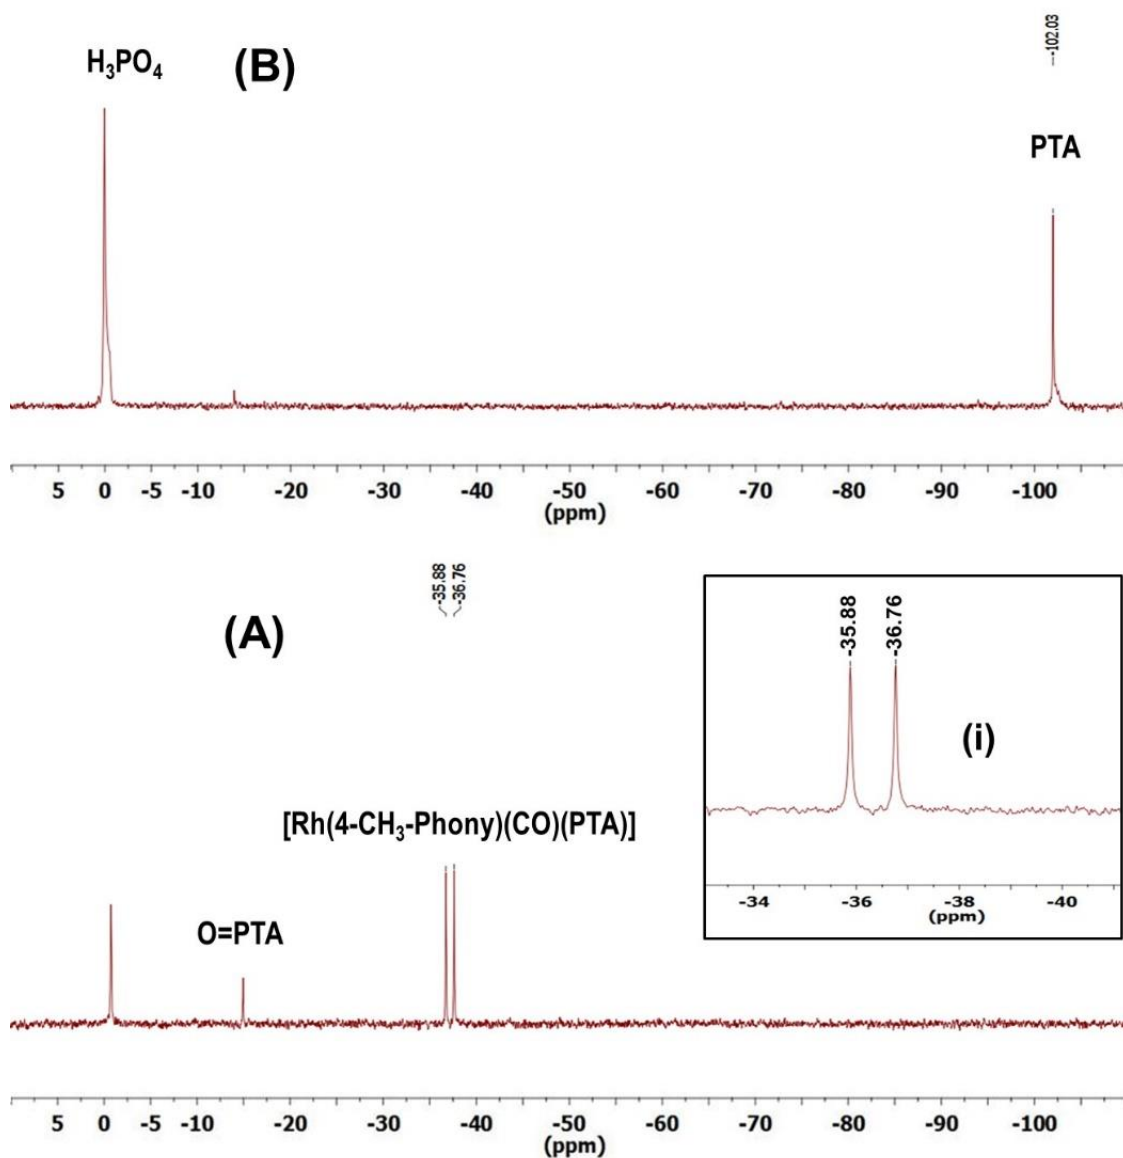 -102.03
H₃PO₄
(B)
PTA
5 0 -5 -10 -20 -30 -40 -50 -60 -70 -80 -90 -100
(ppm)
-35.88
-36.76
(A)
[Rh(4-CH₃-Phony)(CO)(PTA)]
O=PTA
-35.88
-36.76
(i)
-34 -36 -38 -40
(ppm)
5 0 -5 -10 -20 -30 -40 -50 -60 -70 -80 -90 -100
(ppm)